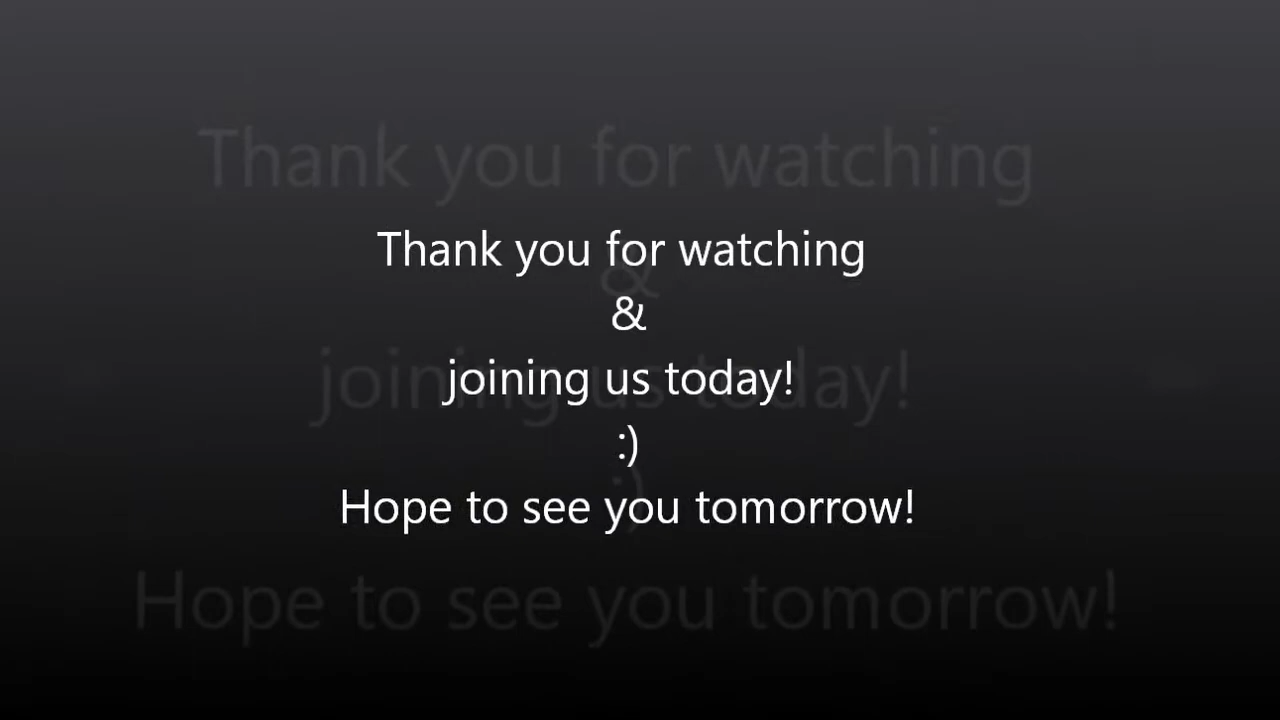 Thank you for watching
&
joining us today!
:)
Hope to see you tomorrow!